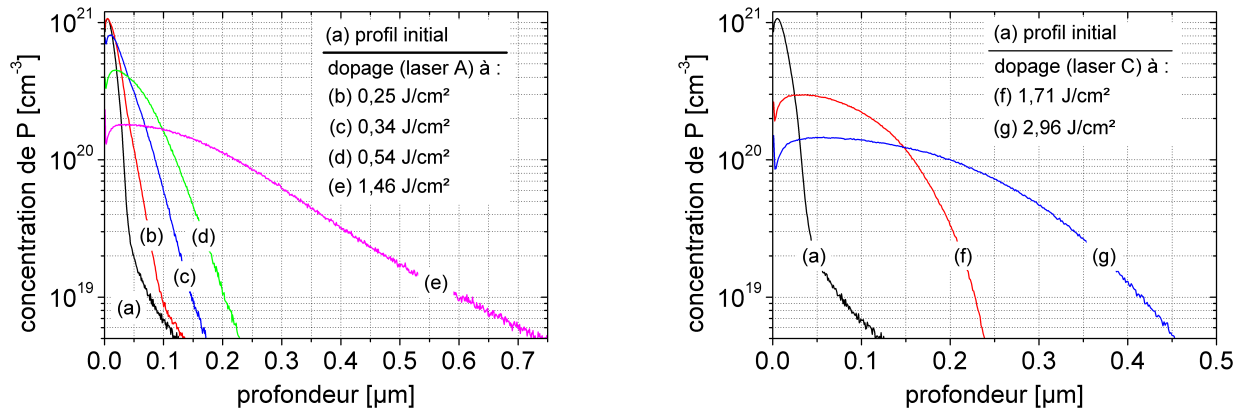 concentration de P [cm⁻³]
10²¹
10²⁰
10¹⁹
(a) profil initial
dopage (laser A) à :
(b) 0,25 J/cm²
(c) 0,34 J/cm²
(d) 0,54 J/cm²
(e) 1,46 J/cm²
(a)
(b)
(c)
(d)
(e)
0.0 0.1 0.2 0.3 0.4 0.5 0.6 0.7
profondeur [µm]
concentration de P [cm⁻³]
10²¹
10²⁰
10¹⁹
(a) profil initial
dopage (laser C) à :
(f) 1,71 J/cm²
(g) 2,96 J/cm²
(a)
(f)
(g)
0.0 0.1 0.2 0.3 0.4 0.5
profondeur [µm]